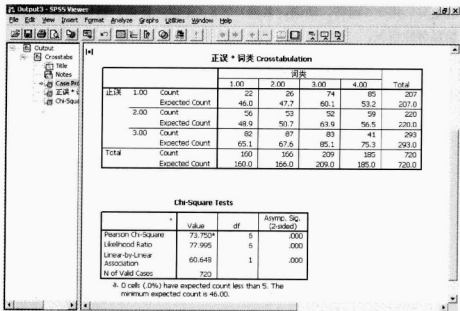 Output3 - SPSS Viewer
File Edit View Insert Format Analyze Graphs Utilities Window Help
Output
Crosstabs
Title
Notes
Case Pro
正误 * 词
Chi-Squa
正误 * 词类 Crosstabulation
词类
1.00 2.00 3.00 4.00 Total
正误 1.00 Count 22 26 74 85 207
Expected Count 46.0 47.7 60.1 53.2 207.0
2.00 Count 56 53 52 59 220
Expected Count 48.9 50.7 63.9 56.5 220.0
3.00 Count 82 87 83 41 293
Expected Count 65.1 67.6 85.1 75.3 293.0
Total Count 160 166 209 185 720
Expected Count 160.0 166.0 209.0 185.0 720.0
Chi-Square Tests
Value df Asymp. Sig. (2-sided)
Pearson Chi-Square 73.750a 6 .000
Likelihood Ratio 77.995 6 .000
Linear-by-Linear Association 60.648 1 .000
N of Valid Cases 720
a. 0 cells (.0%) have expected count less than 5. The
minimum expected count is 46.00.